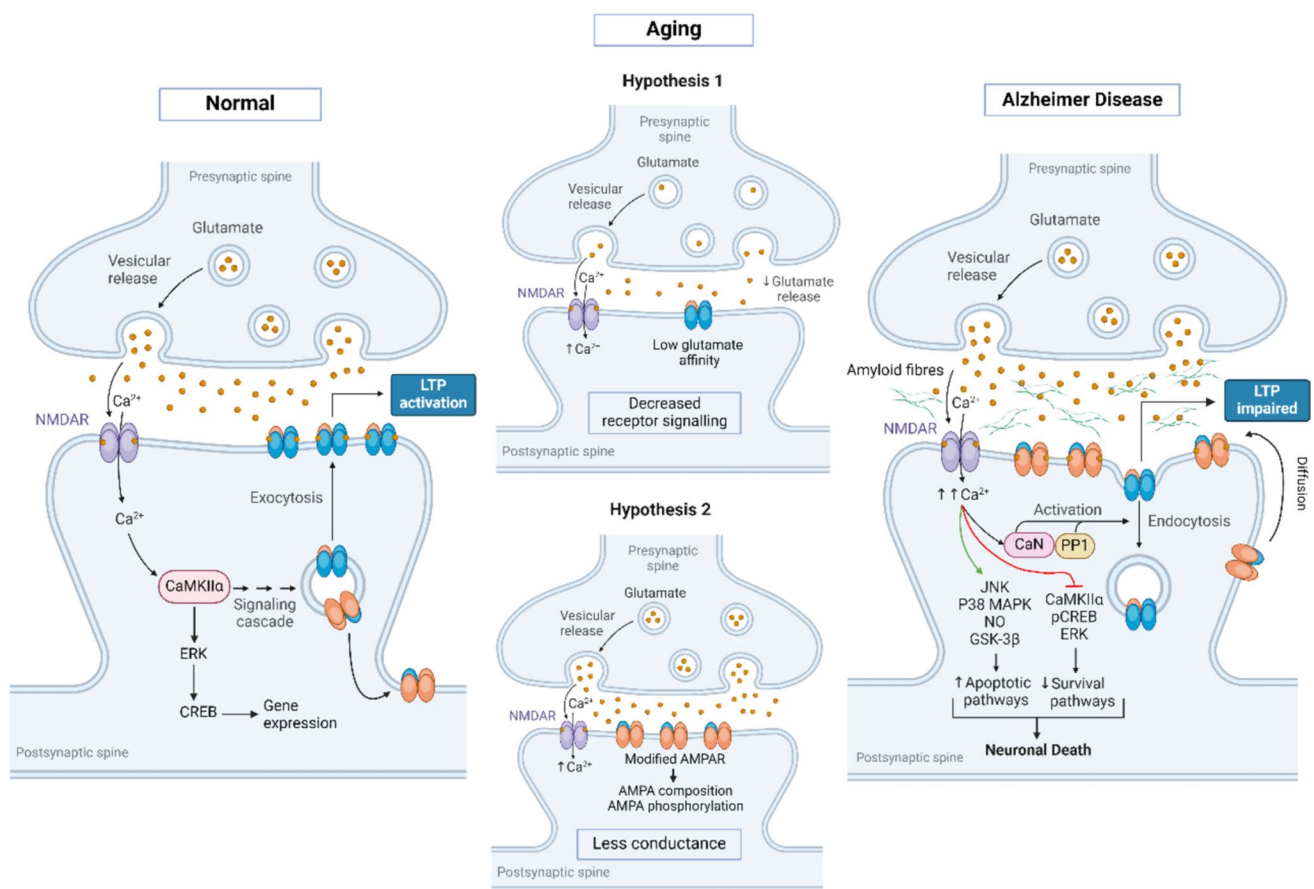 Normal
Presynaptic spine
Glutamate
Vesicular
release
Ca²⁺
NMDAR
LTP
activation
Exocytosis
Ca²⁺
CaMKIIα
Signaling
cascade
ERK
CREB
Gene
expression
Postsynaptic spine
Aging
Hypothesis 1
Presynaptic
spine
Glutamate
Vesicular
release
Ca²⁺
NMDAR
↓Glutamate
release
↑Ca²⁺
Low glutamate
affinity
Decreased
receptor signalling
Postsynaptic spine
Hypothesis 2
Presynaptic
spine
Glutamate
Vesicular
release
Ca²⁺
NMDAR
↑Ca²⁺
Modified AMPAR
AMPA composition
AMPA phosphorylation
Less conductance
Postsynaptic spine
Alzheimer Disease
Presynaptic spine
Glutamate
Vesicular
release
Amyloid fibres
Ca²⁺
NMDAR
LTP
impaired
↑↑Ca²⁺
Activation
CaN
PP1
Endocytosis
Diffusion
JNK
P38 MAPK
NO
GSK-3β
CaMKIIα
pCREB
ERK
↑Apoptotic
pathways
↓Survival
pathways
Neuronal Death
Postsynaptic spine